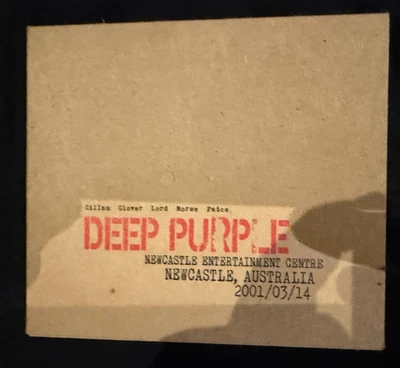 Gillan Glover Lord Morse Paice
DEEP PURPLE
NEWCASTLE ENTERTAINMENT CENTRE
NEWCASTLE, AUSTRALIA
2001/03/14